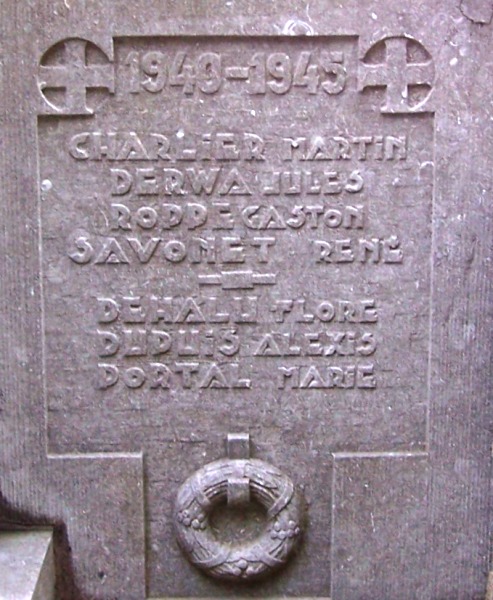 1940-1945
CHARLIER MARTIN
DERWA JULES
ROPPE GASTON
SAVONET RENÉ
DEHALU FLORE
DUPUIS ALEXIS
PORTAL MARIE